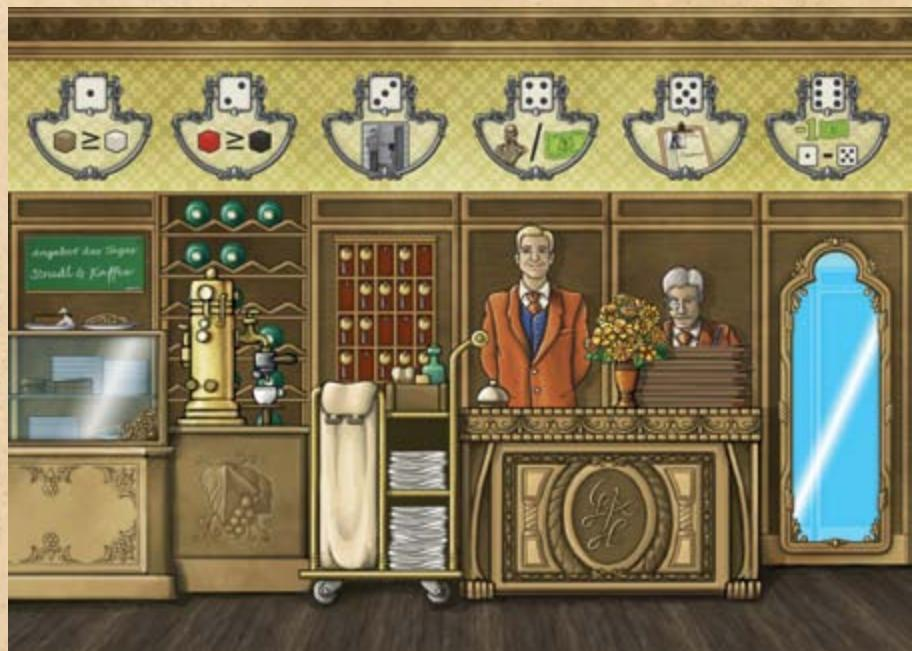 ≥
≥
/
-1
-
Angebot des Tages
Strudl & Kaffee